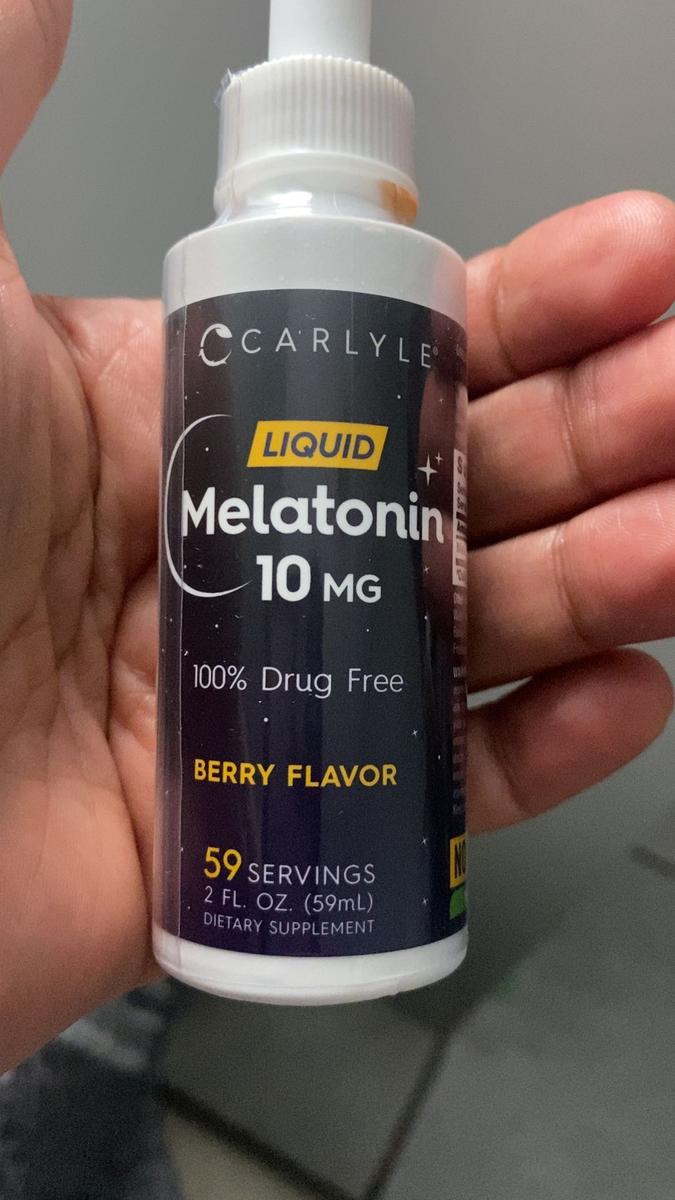 CARLYLE®
LIQUID
Melatonin
10 MG
100% Drug Free
BERRY FLAVOR
59 SERVINGS
2 FL. OZ. (59mL)
DIETARY SUPPLEMENT